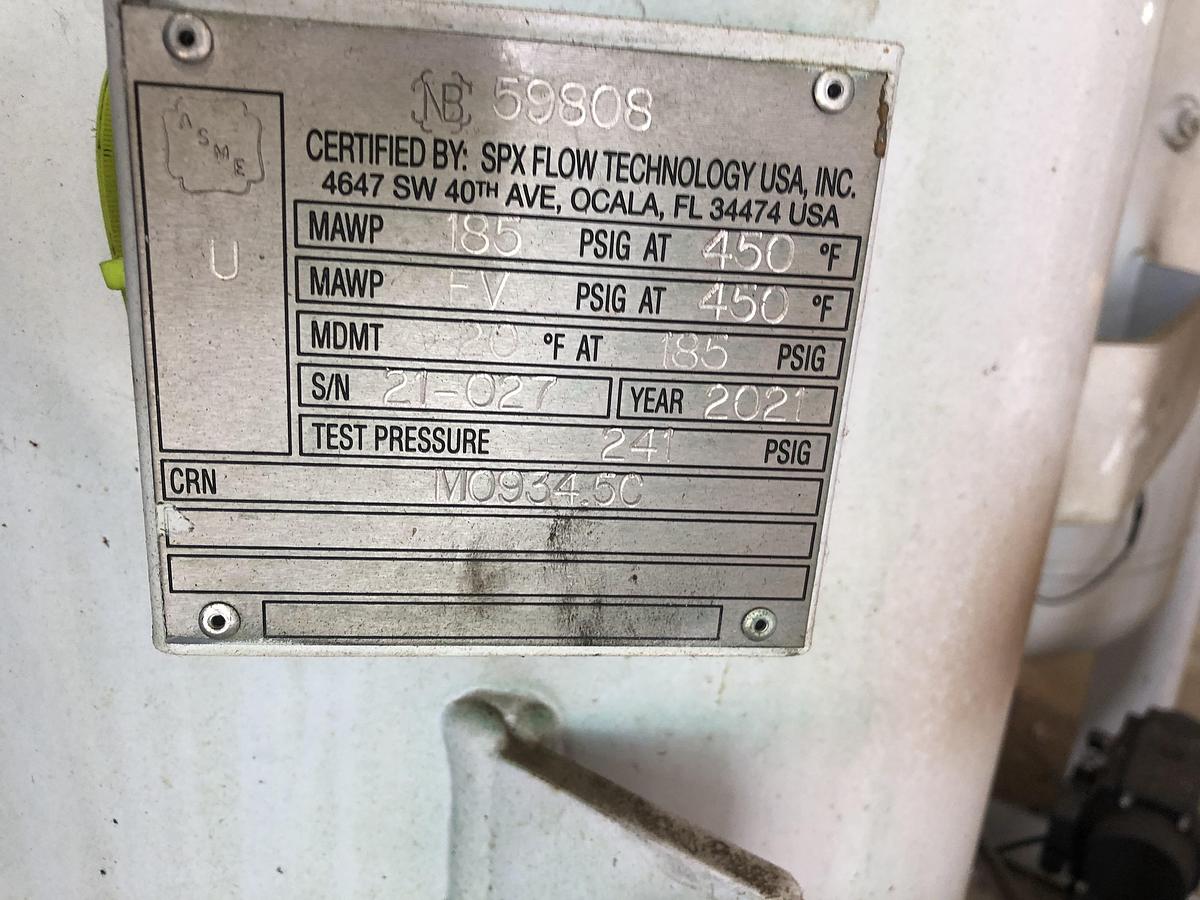 NB 59808
ASME
U
CERTIFIED BY: SPX FLOW TECHNOLOGY USA, INC.
4647 SW 40TH AVE, OCALA, FL 34474 USA
MAWP 185 PSIG AT 450 °F
MAWP FV PSIG AT 450 °F
MDMT 20 °F AT 185 PSIG
S/N 21-027 YEAR 2021
TEST PRESSURE 241 PSIG
CRN M0934.5C